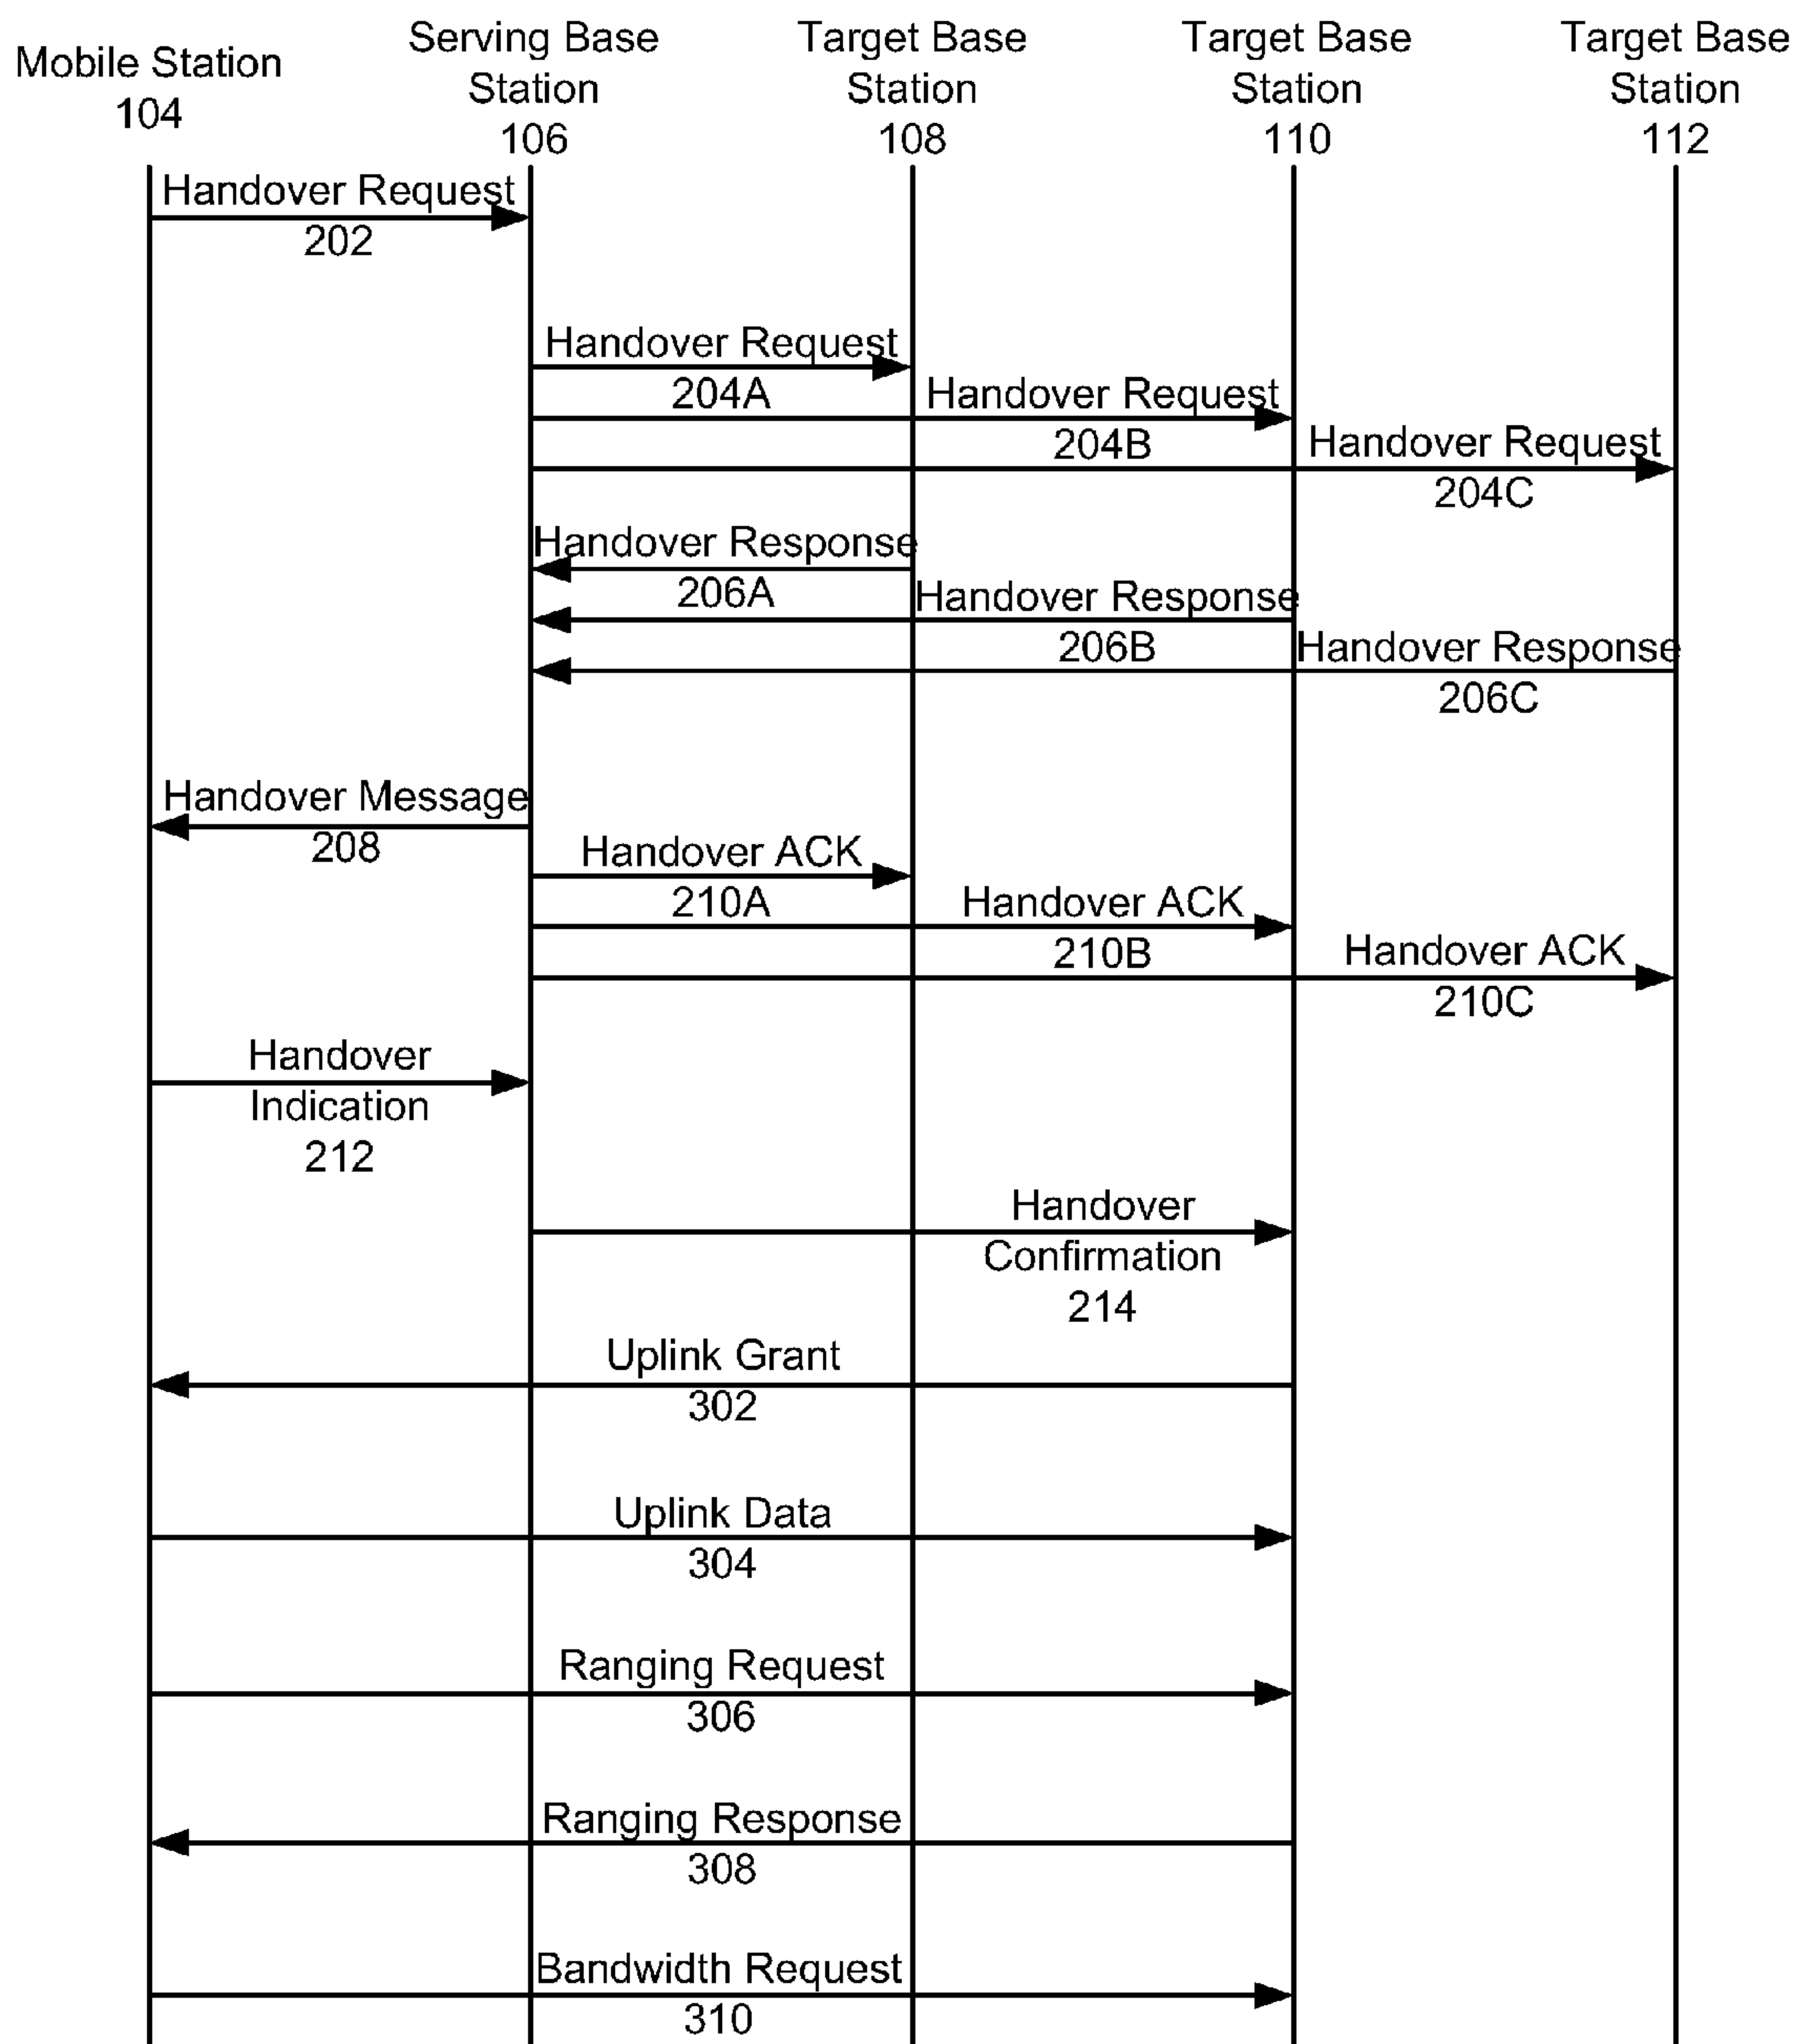 Mobile Station
104
Serving Base
Station
106
Target Base
Station
108
Target Base
Station
110
Target Base
Station
112
Handover Request
202
Handover Request
204A
Handover Request
204B
Handover Request
204C
Handover Response
206A
Handover Response
206B
Handover Response
206C
Handover Message
208
Handover ACK
210A
Handover ACK
210B
Handover ACK
210C
Handover
Indication
212
Handover
Confirmation
214
Uplink Grant
302
Uplink Data
304
Ranging Request
306
Ranging Response
308
Bandwidth Request
310